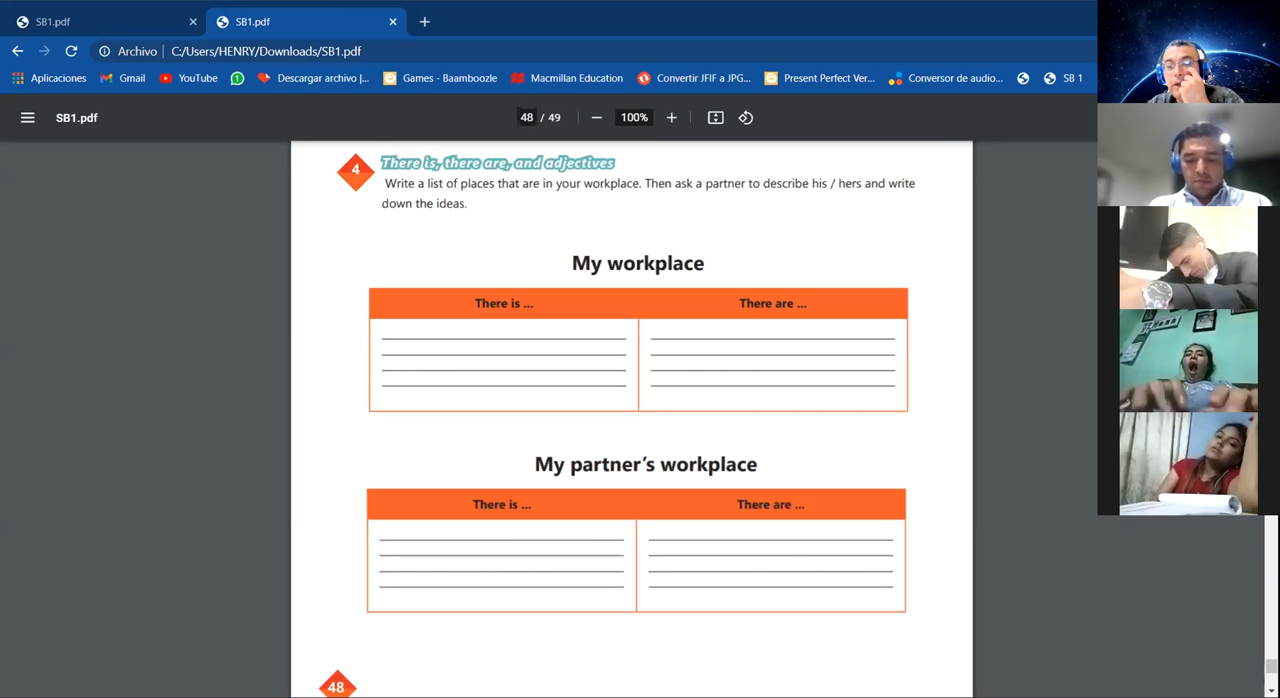 SB1.pdf
SB1.pdf
Archivo C:/Users/HENRY/Downloads/SB1.pdf
Aplicaciones Gmail YouTube 1 Descargar archivo |... Games - Baamboozle Macmillan Education Convertir JFIF a JPG... Present Perfect Ver... Conversor de audio... SB 1
SB1.pdf 48 / 49 100%
4 There is, there are, and adjectives
Write a list of places that are in your workplace. Then ask a partner to describe his / hers and write
down the ideas.
My workplace
There is ... There are ...
My partner's workplace
There is ... There are ...
48